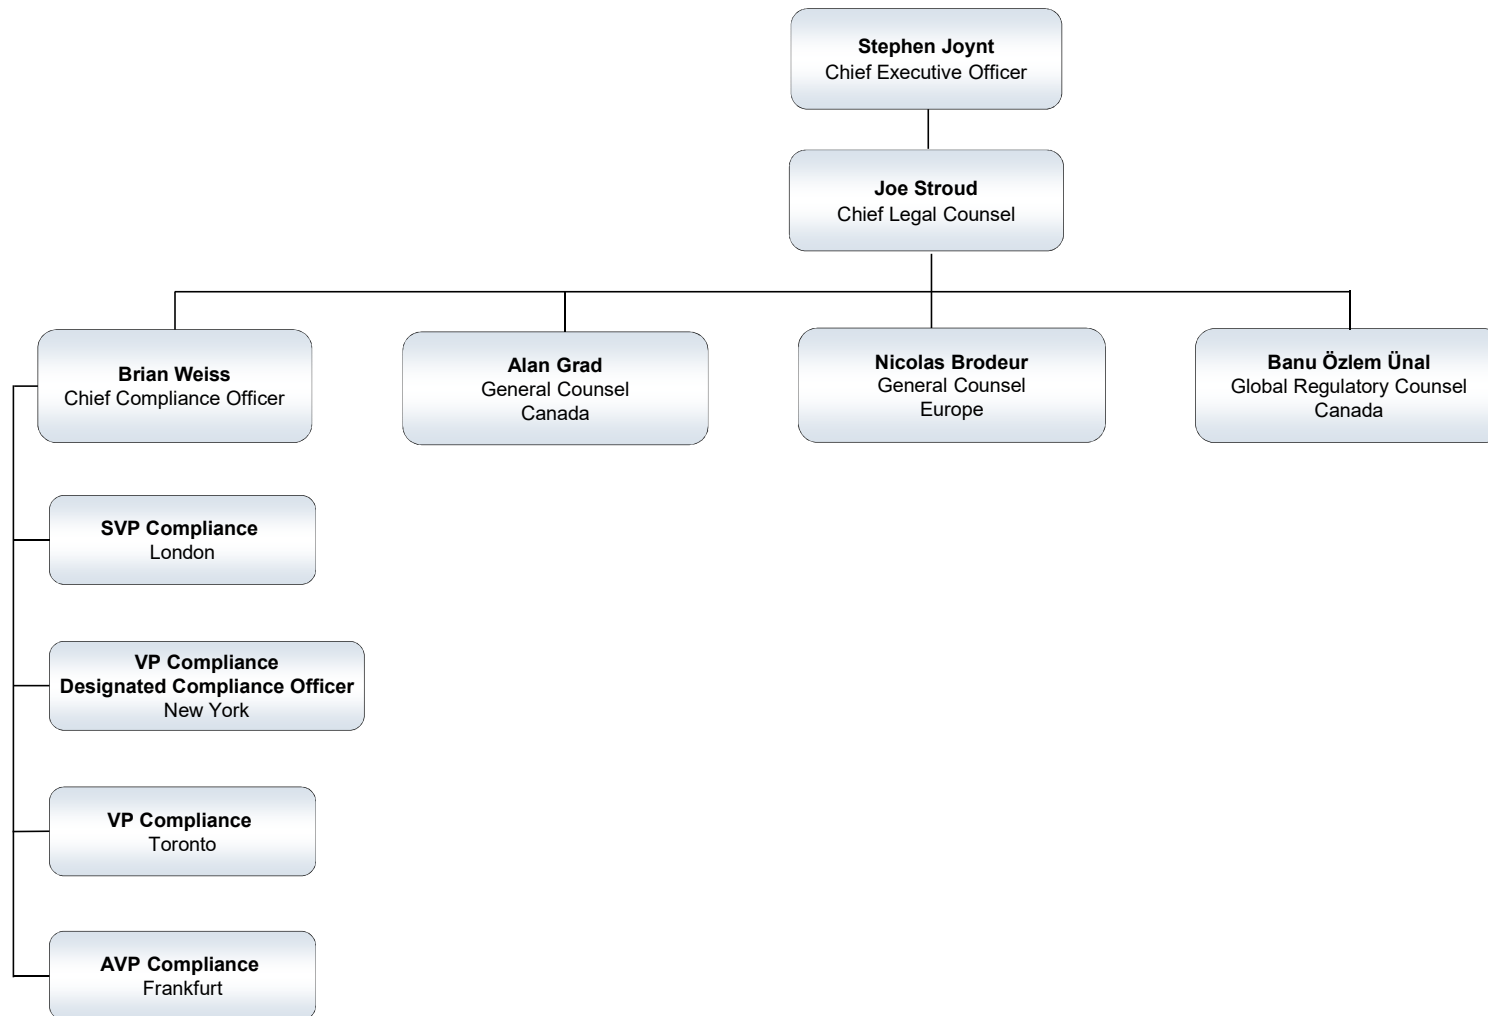 Stephen Joynt
Chief Executive Officer
Joe Stroud
Chief Legal Counsel
Brian Weiss
Chief Compliance Officer
Alan Grad
General Counsel
Canada
Nicolas Brodeur
General Counsel
Europe
Banu Özlem Ünal
Global Regulatory Counsel
Canada
SVP Compliance
London
VP Compliance
Designated Compliance Officer
New York
VP Compliance
Toronto
AVP Compliance
Frankfurt